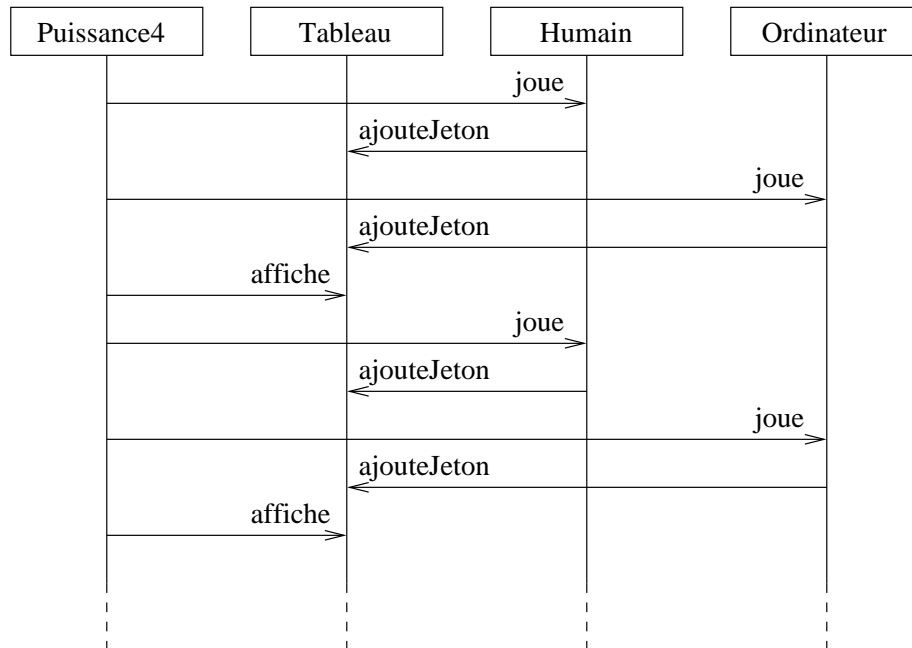 Puissance4
Tableau
Humain
Ordinateur
joue
ajouteJeton
joue
ajouteJeton
affiche
joue
ajouteJeton
joue
ajouteJeton
affiche